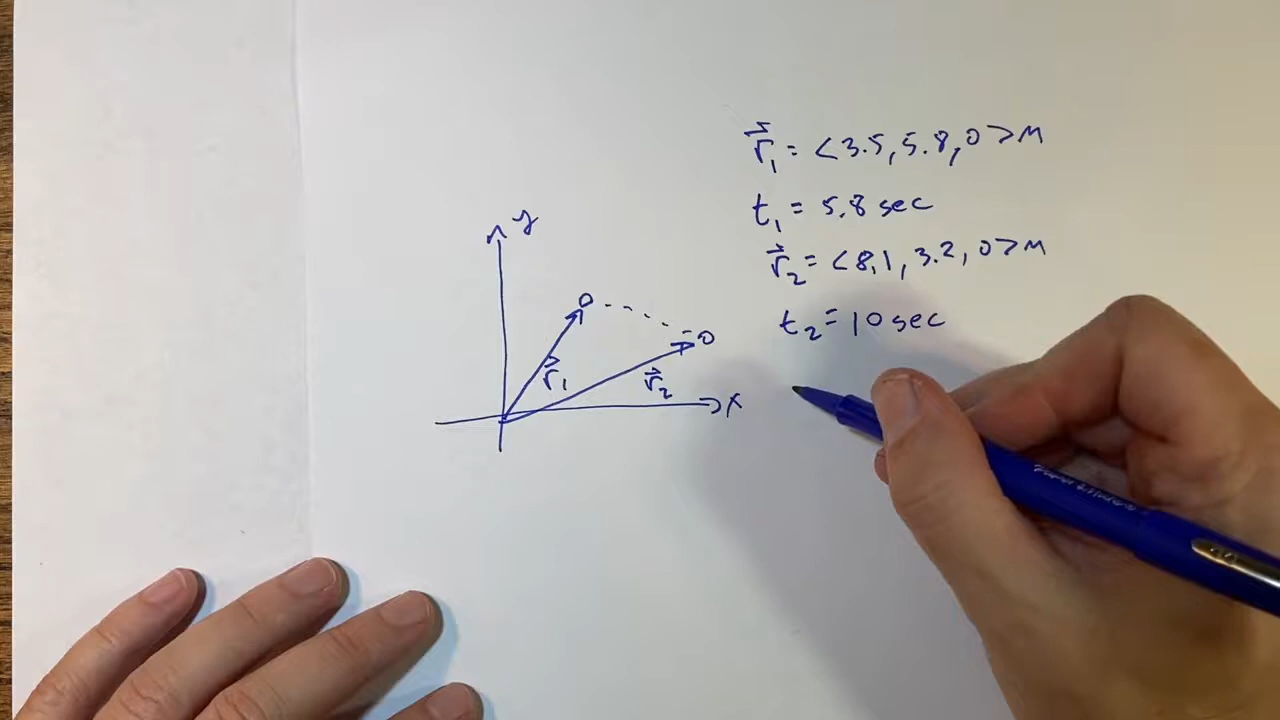 r⃗₁ = <3.5, 5.8, 0> m
t₁ = 5.8 sec
r⃗₂ = <8.1, 3.2, 0> m
t₂ = 10 sec
y
r⃗₁
r⃗₂
x